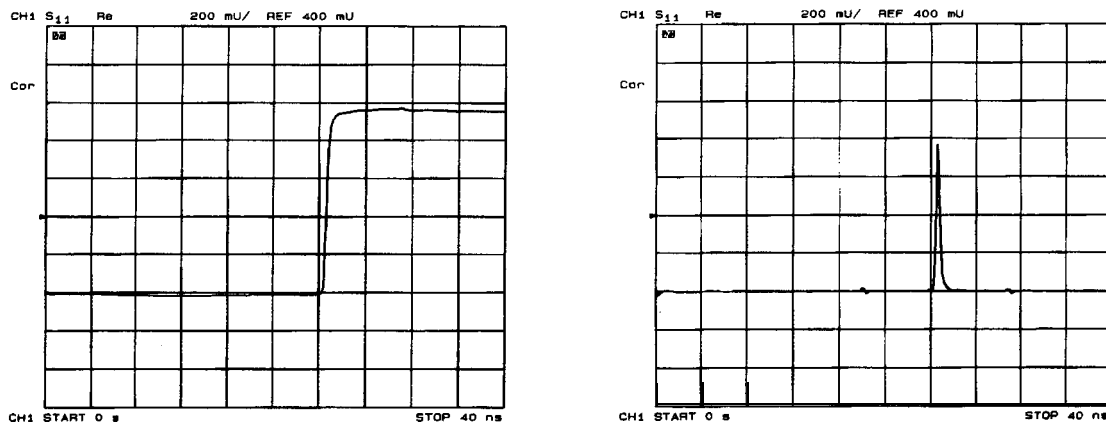 CH1 S11 Re 200 mU/ REF 400 mU
Cor
CH1 START 0 s STOP 40 ns
CH1 S11 Re 200 mU/ REF 400 mU
Cor
CH1 START 0 s STOP 40 ns